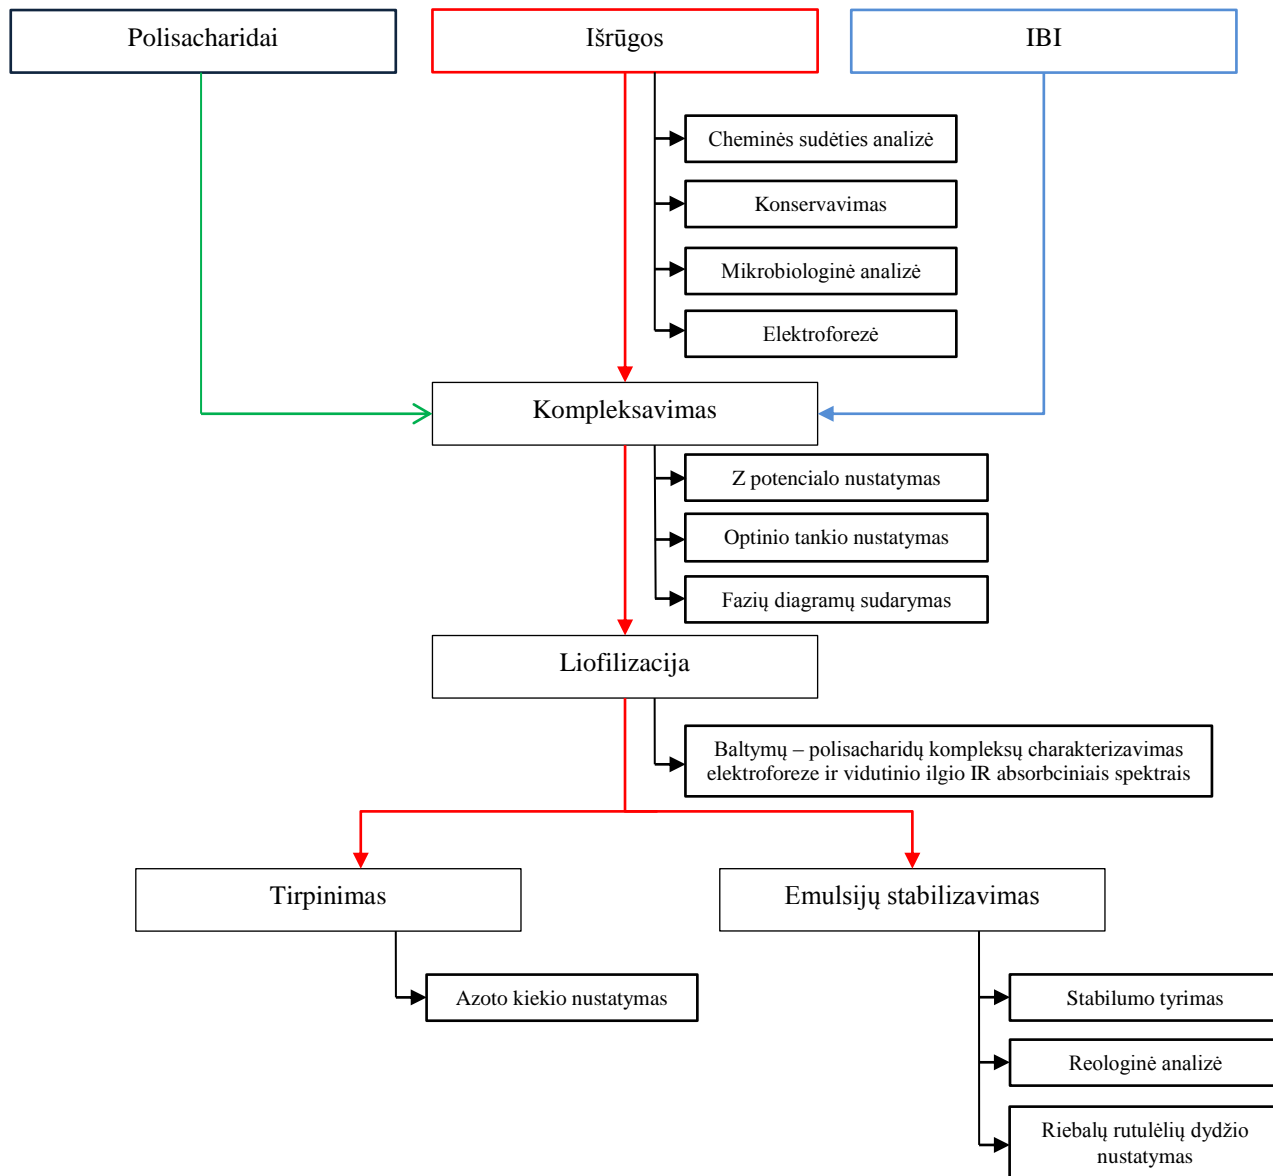 Polisacharidai
Išrūgos
IBI
Cheminės sudėties analizė
Konservavimas
Mikrobiologinė analizė
Elektroforezė
Kompleksavimas
Z potencialo nustatymas
Optinio tankio nustatymas
Fazių diagramų sudarymas
Liofilizacija
Baltymų – polisacharidų kompleksų charakterizavimas
elektroforeze ir vidutinio ilgio IR absorbciniais spektrais
Tirpinimas
Emulsijų stabilizavimas
Azoto kiekio nustatymas
Stabilumo tyrimas
Reologinė analizė
Riebalų rutulėlių dydžio
nustatymas